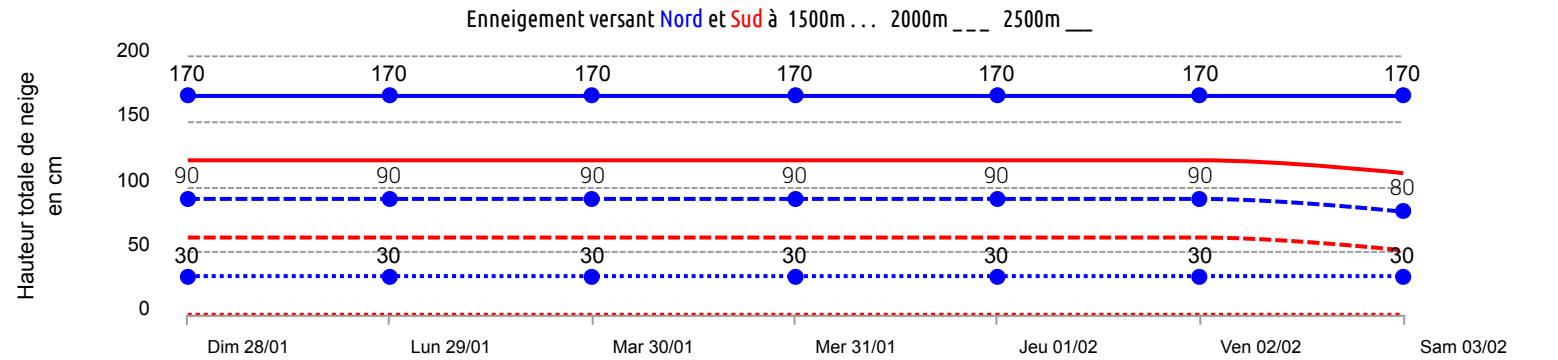 Enneigement versant Nord et Sud à 1500m . . . 2000m _ _ _ 2500m __
Hauteur totale de neige
en cm
200
170 170 170 170 170 170 170
150
90 90 90 90 90 90 80
100
50
30 30 30 30 30 30 30
0
Dim 28/01 Lun 29/01 Mar 30/01 Mer 31/01 Jeu 01/02 Ven 02/02 Sam 03/02